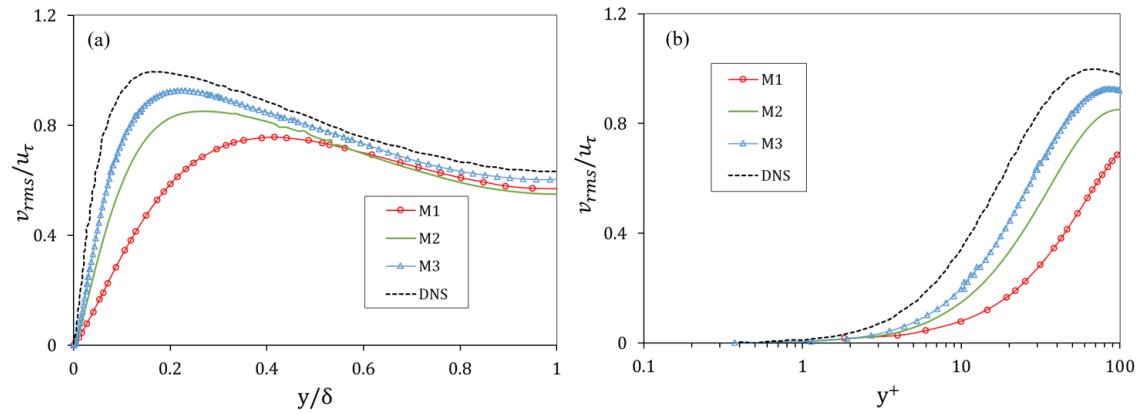 (a)
1.2
0.8
0.4
0
v_rms/u_τ
0
0.2
0.4
0.6
0.8
1
y/δ
M1
M2
M3
DNS
(b)
1.2
0.8
0.4
0
v_rms/u_τ
0.1
1
10
100
y⁺
M1
M2
M3
DNS